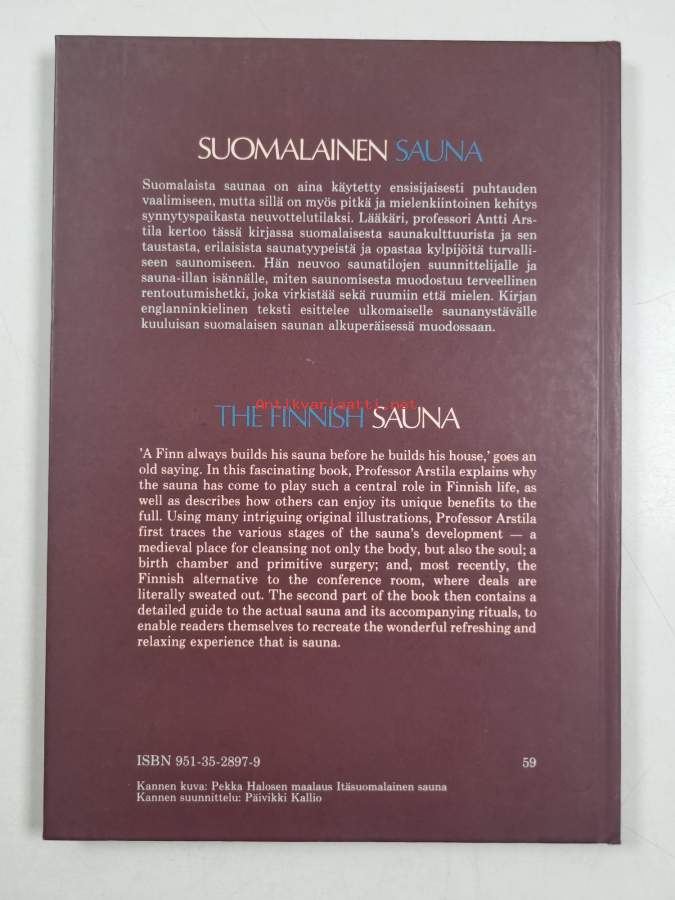 SUOMALAINEN SAUNA
Suomalaista saunaa on aina käytetty ensisijaisesti puhtauden
vaalimiseen, mutta sillä on myös pitkä ja mielenkiintoinen kehitys
synnytyspaikasta neuvottelutilaksi. Lääkäri, professori Antti Ars-
tila kertoo tässä kirjassa suomalaisesta saunakulttuurista ja sen
taustasta, erilaisista saunatyypeistä ja opastaa kylpijöitä turvalli-
seen saunomiseen. Hän neuvoo saunatilojen suunnittelijalle ja
sauna-illan isännälle, miten saunomisesta muodostuu terveellinen
rentoutumishetki, joka virkistää sekä ruumiin että mielen. Kirjan
englanninkielinen teksti esittelee ulkomaiselle saunanystävälle
kuuluisan suomalaisen saunan alkuperäisessä muodossaan.
Antikvariaatti.net
THE FINNISH SAUNA
'A Finn always builds his sauna before he builds his house,' goes an
old saying. In this fascinating book, Professor Arstila explains why
the sauna has come to play such a central role in Finnish life, as
well as describes how others can enjoy its unique benefits to the
full. Using many intriguing original illustrations, Professor Arstila
first traces the various stages of the sauna's development — a
medieval place for cleansing not only the body, but also the soul; a
birth chamber and primitive surgery; and, most recently, the
Finnish alternative to the conference room, where deals are
literally sweated out. The second part of the book then contains a
detailed guide to the actual sauna and its accompanying rituals, to
enable readers themselves to recreate the wonderful refreshing and
relaxing experience that is sauna.
ISBN 951-35-2897-9 59
Kannen kuva: Pekka Halosen maalaus Itäsuomalainen sauna
Kannen suunnittelu: Päivikki Kallio